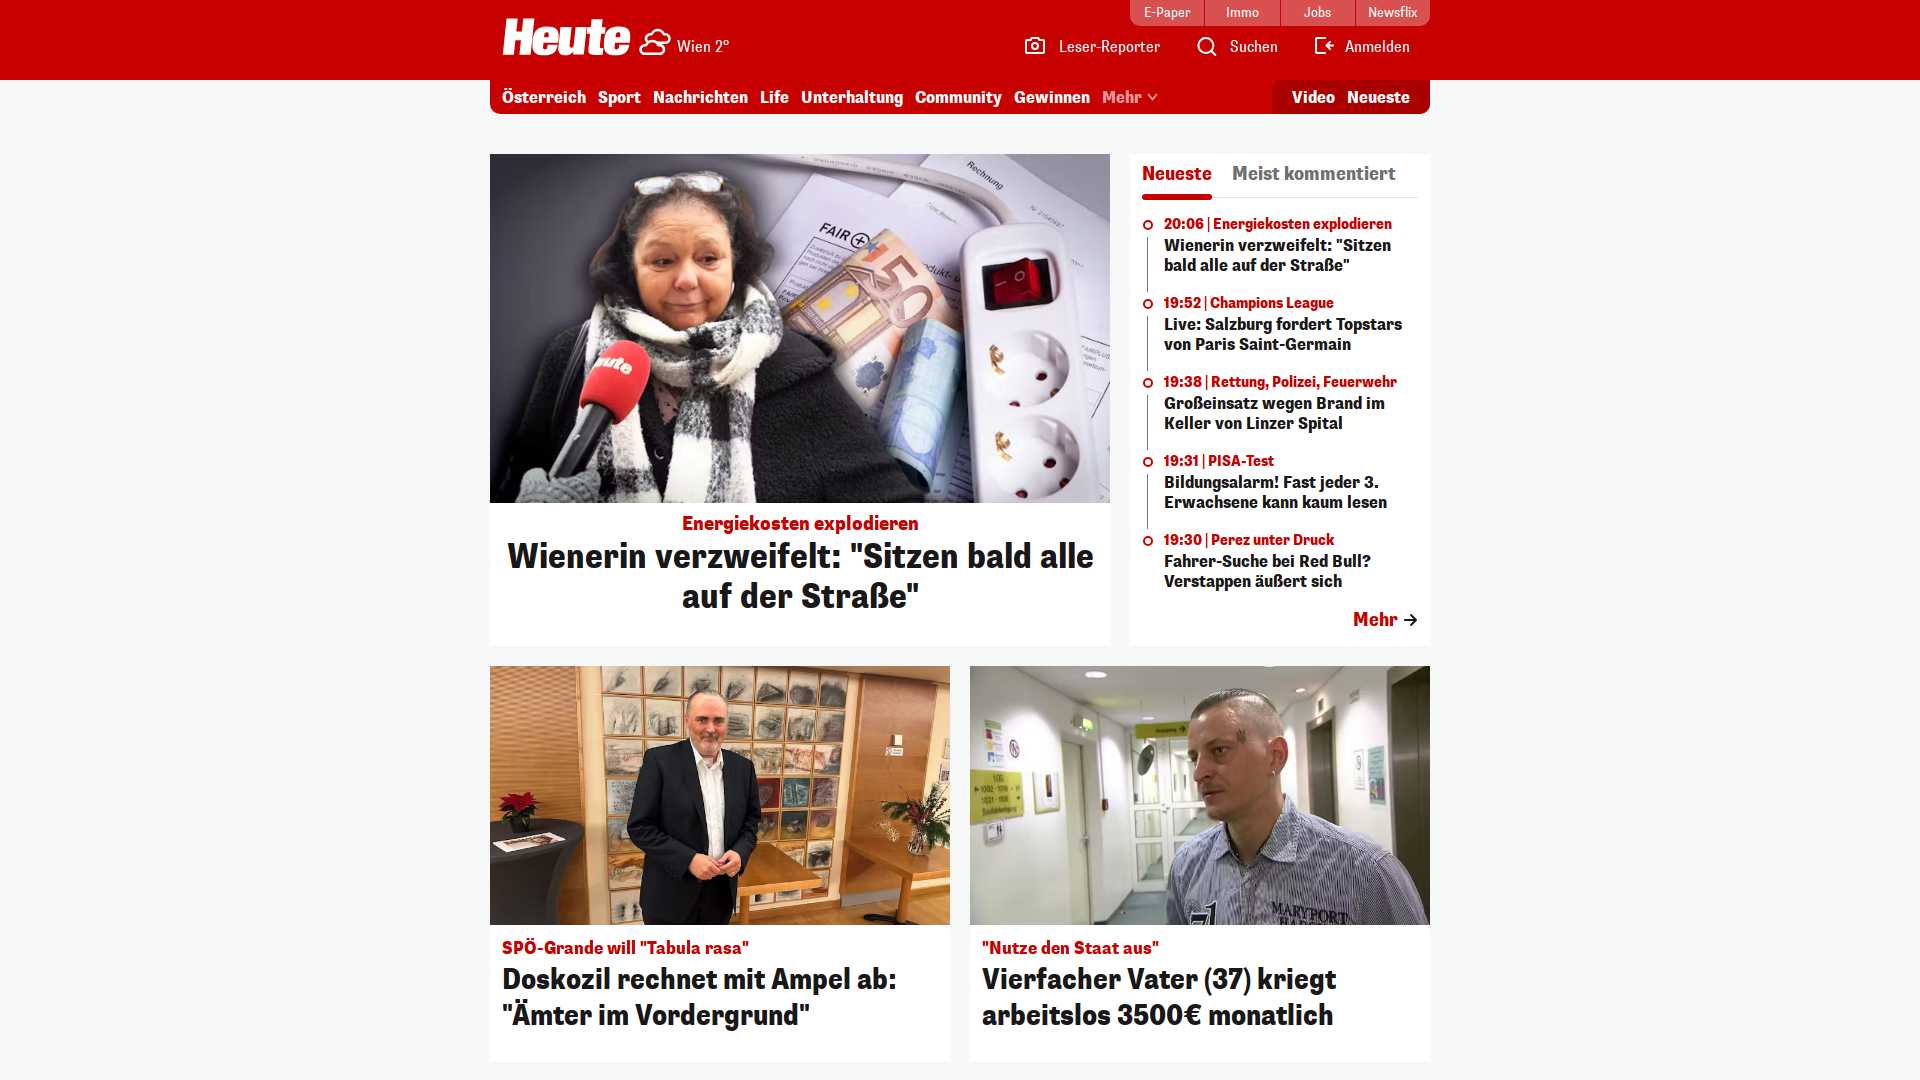 E-Paper
Immo
Jobs
Newsflix
Heute
Wien 2°
Leser-Reporter
Suchen
Anmelden
Österreich
Sport
Nachrichten
Life
Unterhaltung
Community
Gewinnen
Mehr
Video
Neueste
Rechnung
FAIR
50
Energiekosten explodieren
Wienerin verzweifelt: "Sitzen bald alle
auf der Straße"
Neueste
Meist kommentiert
20:06 | Energiekosten explodieren
Wienerin verzweifelt: "Sitzen
bald alle auf der Straße"
19:52 | Champions League
Live: Salzburg fordert Topstars
von Paris Saint-Germain
19:38 | Rettung, Polizei, Feuerwehr
Großeinsatz wegen Brand im
Keller von Linzer Spital
19:31 | PISA-Test
Bildungsalarm! Fast jeder 3.
Erwachsene kann kaum lesen
19:30 | Perez unter Druck
Fahrer-Suche bei Red Bull?
Verstappen äußert sich
Mehr
SPÖ-Grande will "Tabula rasa"
Doskozil rechnet mit Ampel ab:
"Ämter im Vordergrund"
MARYPORT
"Nutze den Staat aus"
Vierfacher Vater (37) kriegt
arbeitslos 3500€ monatlich